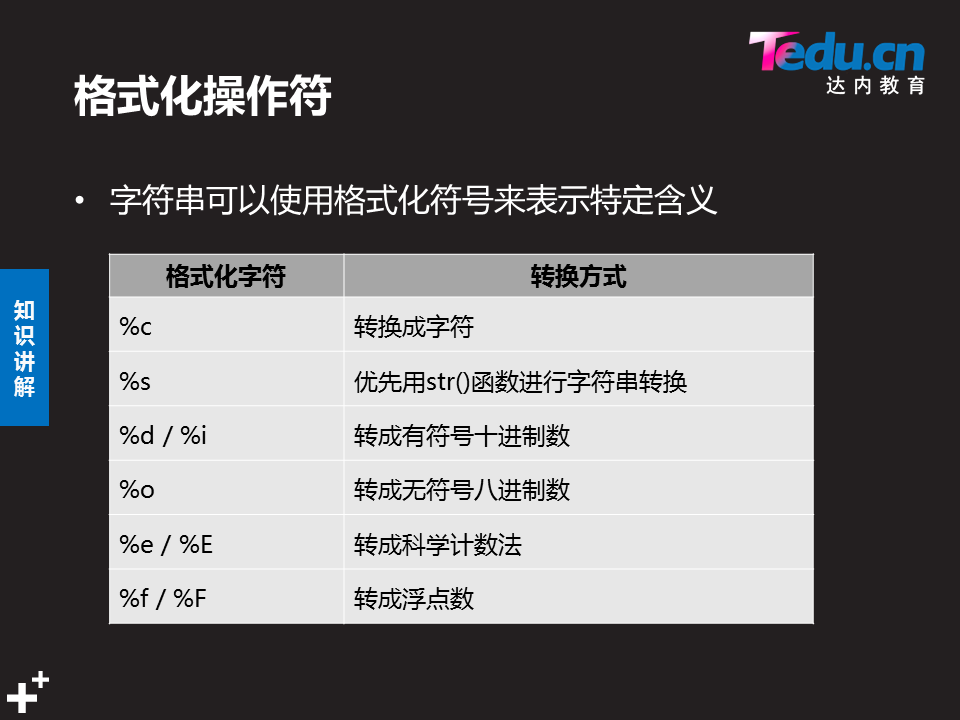 Tedu.cn
达内教育
格式化操作符
• 字符串可以使用格式化符号来表示特定含义
知识讲解
格式化字符 转换方式
%c 转换成字符
%s 优先用str()函数进行字符串转换
%d / %i 转成有符号十进制数
%o 转成无符号八进制数
%e / %E 转成科学计数法
%f / %F 转成浮点数